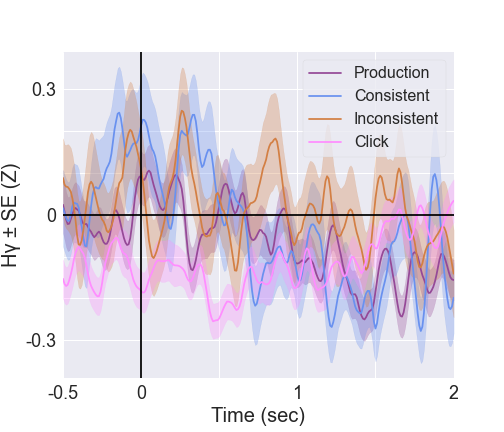 Production
Consistent
Inconsistent
Click
Hγ ± SE (Z)
0.3
0
-0.3
-0.5
0
1
2
Time (sec)